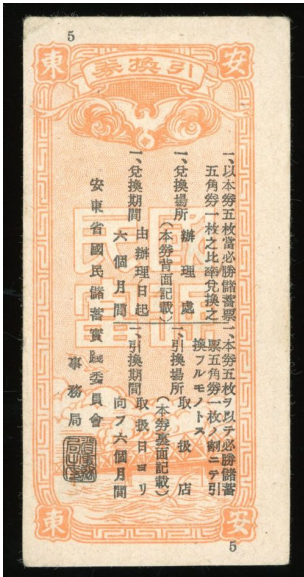 5
安東
引換券
一、以本券五枚當必勝儲蓄票
五角券一枚之比率兌換之
一、兌換場所 辦理處
(本券背面記載)
一、兌換期間 由辦理日起
六個月間
一、本券五枚ヲ以テ必勝儲蓄
票五角券一枚ノ割ニテ引
換フルモノトス
一、引換場所 取扱店
(本券裏面記載)
一、引換期間 取扱日ヨリ
向フ六個月間
安東省國民儲蓄實踐委員會
事務局
安東
5